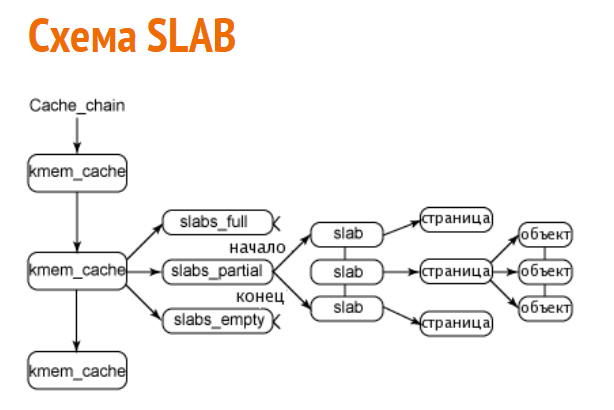 Схема SLAB
Cache_chain
kmem_cache
slabs_full
страница
начало
slab
объект
kmem_cache
slabs_partial
slab
страница
объект
конец
slabs_empty
slab
объект
страница
kmem_cache